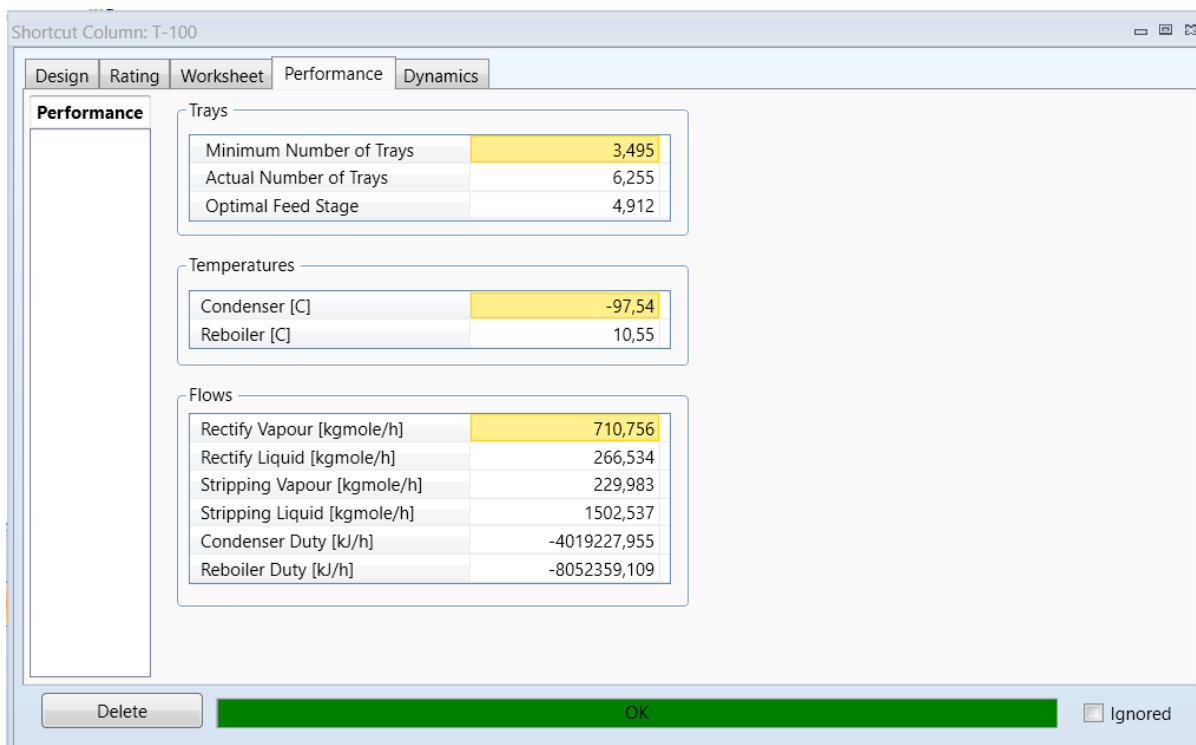 Shortcut Column: T-100
Design Rating Worksheet Performance Dynamics
Performance
Trays
Minimum Number of Trays 3,495
Actual Number of Trays 6,255
Optimal Feed Stage 4,912
Temperatures
Condenser [C] -97,54
Reboiler [C] 10,55
Flows
Rectify Vapour [kgmole/h] 710,756
Rectify Liquid [kgmole/h] 266,534
Stripping Vapour [kgmole/h] 229,983
Stripping Liquid [kgmole/h] 1502,537
Condenser Duty [kJ/h] -4019227,955
Reboiler Duty [kJ/h] -8052359,109
Delete OK Ignored